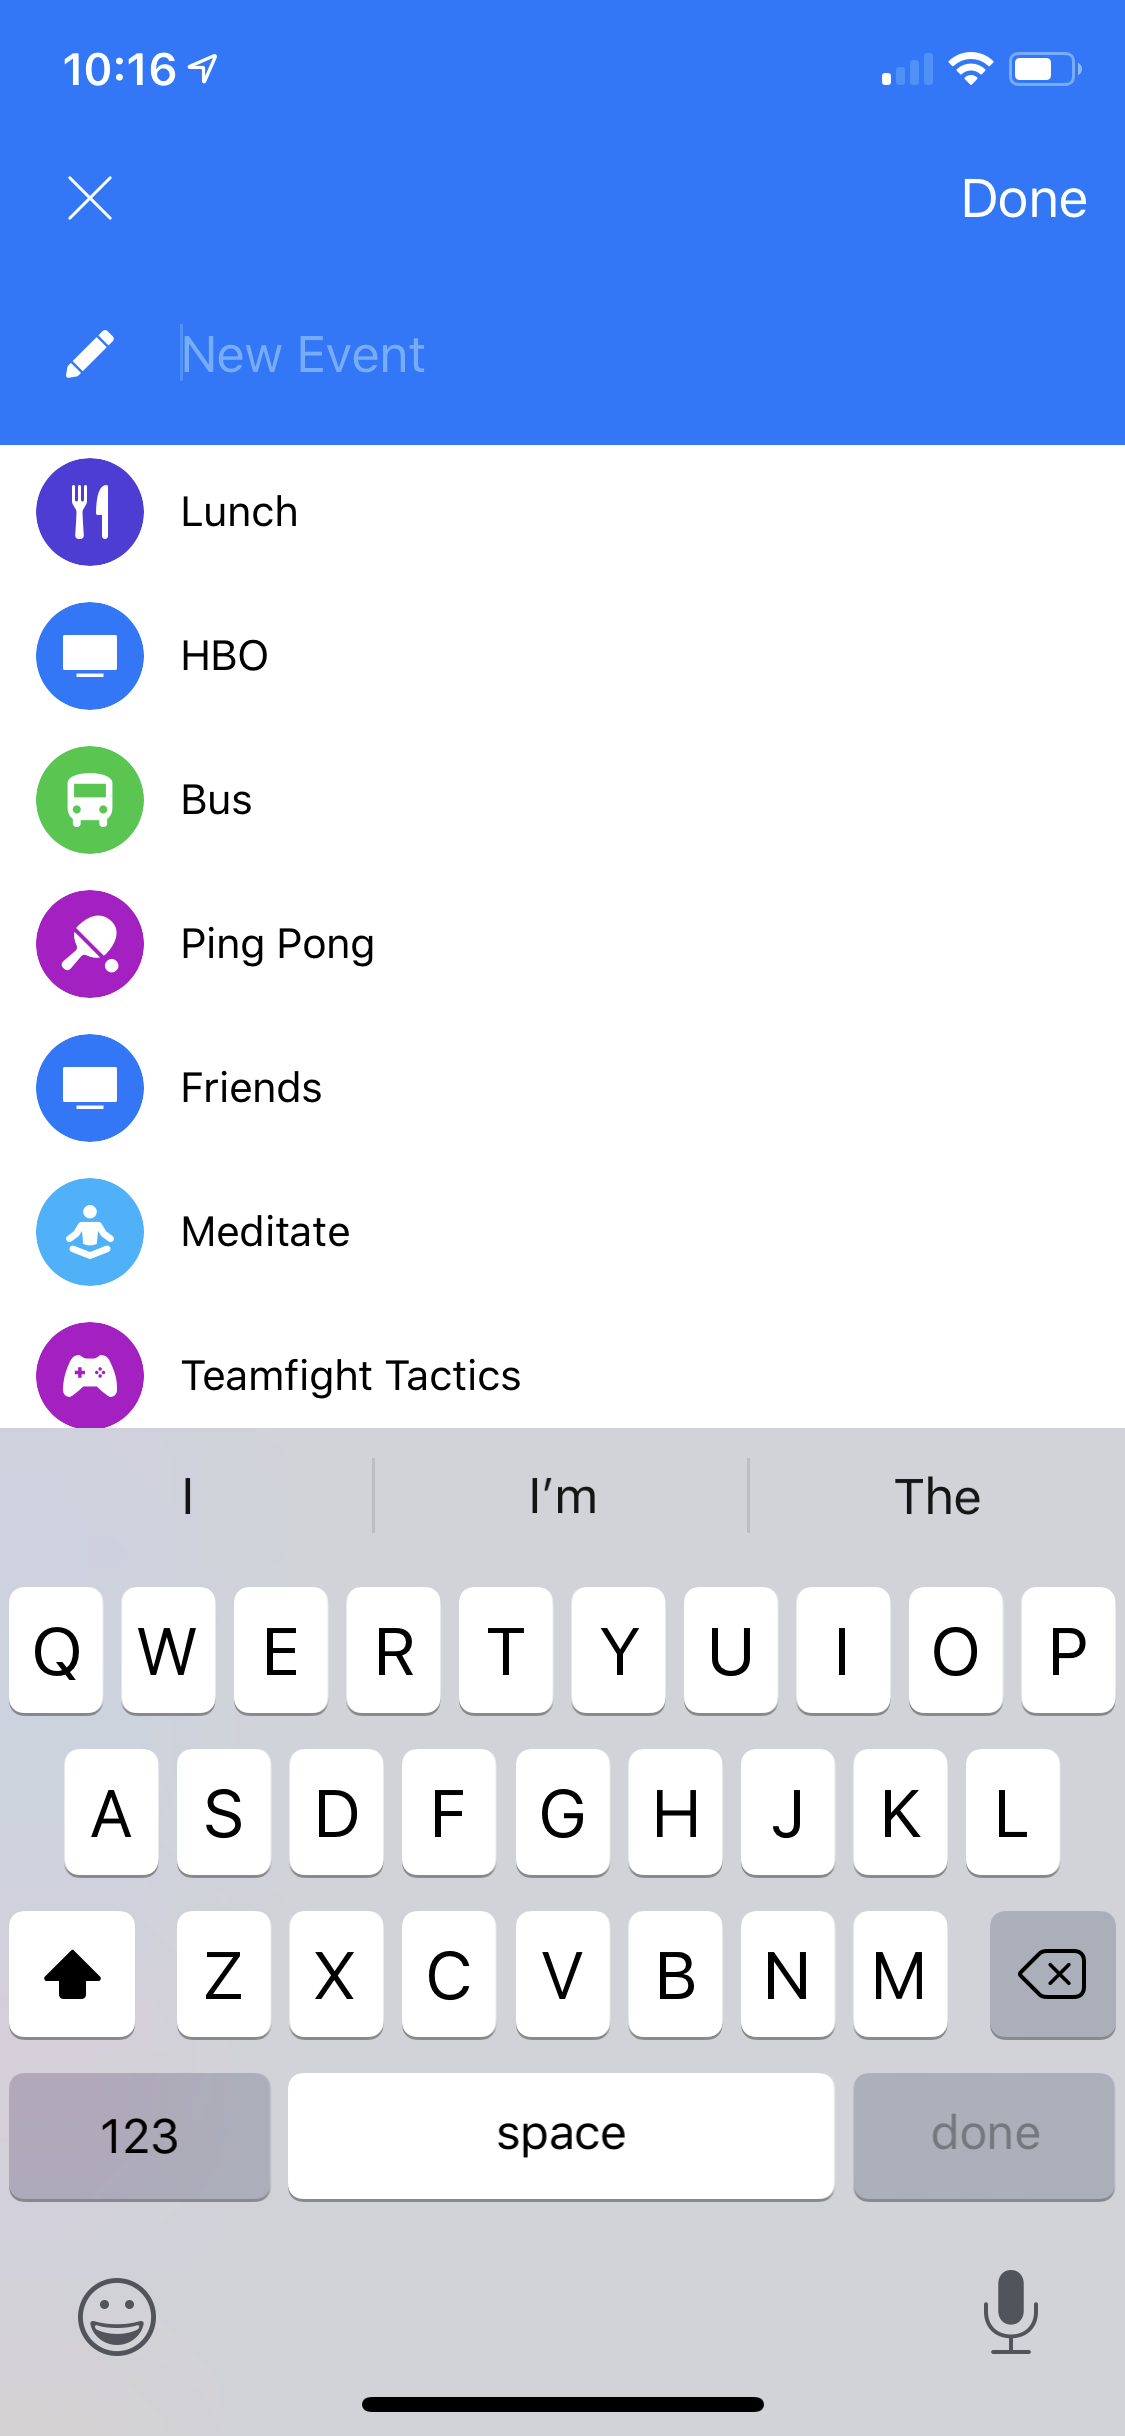 10:16
Done
New Event
Lunch
HBO
Bus
Ping Pong
Friends
Meditate
Teamfight Tactics
I I’m The
Q W E R T Y U I O P
A S D F G H J K L
Z X C V B N M
123 space done